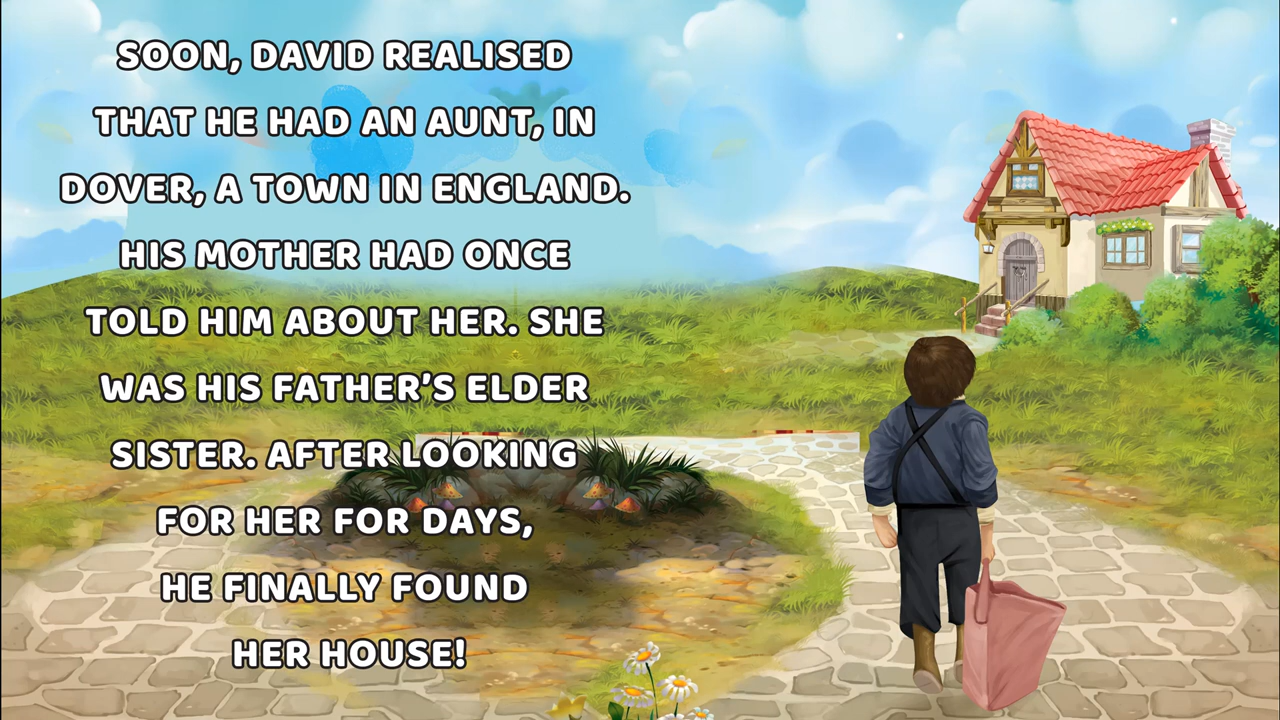 SOON, DAVID REALISED
THAT HE HAD AN AUNT, IN
DOVER, A TOWN IN ENGLAND.
HIS MOTHER HAD ONCE
TOLD HIM ABOUT HER. SHE
WAS HIS FATHER'S ELDER
SISTER. AFTER LOOKING
FOR HER FOR DAYS,
HE FINALLY FOUND
HER HOUSE!